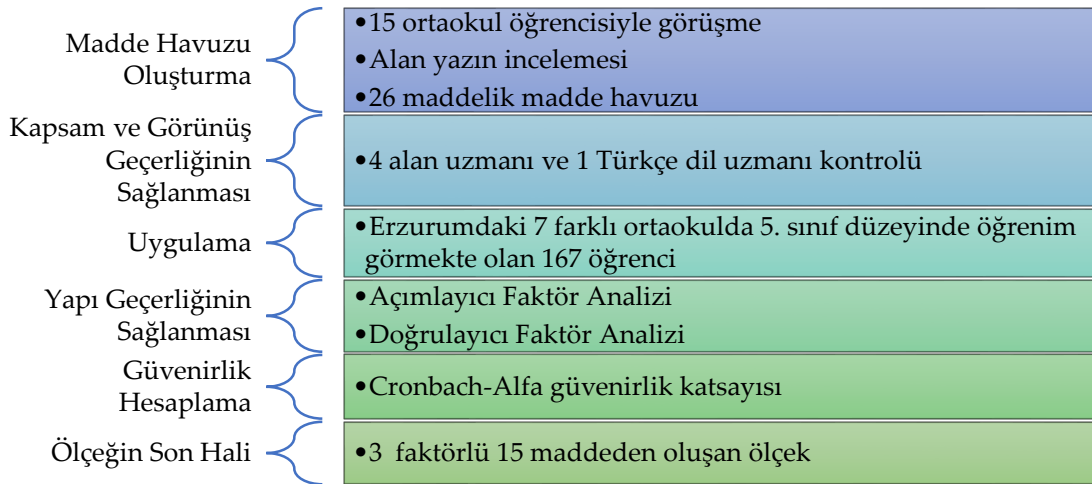 Madde Havuzu
Oluşturma
•15 ortaokul öğrencisiyle görüşme
•Alan yazın incelemesi
•26 maddelik madde havuzu
Kapsam ve Görünüş
Geçerliğinin
Sağlanması
•4 alan uzmanı ve 1 Türkçe dil uzmanı kontrolü
Uygulama
•Erzurumdaki 7 farklı ortaokulda 5. sınıf düzeyinde öğrenim
görmekte olan 167 öğrenci
Yapı Geçerliğinin
Sağlanması
•Açımlayıcı Faktör Analizi
•Doğrulayıcı Faktör Analizi
Güvenirlik
Hesaplama
•Cronbach-Alfa güvenirlik katsayısı
Ölçeğin Son Hali
•3 faktörlü 15 maddeden oluşan ölçek